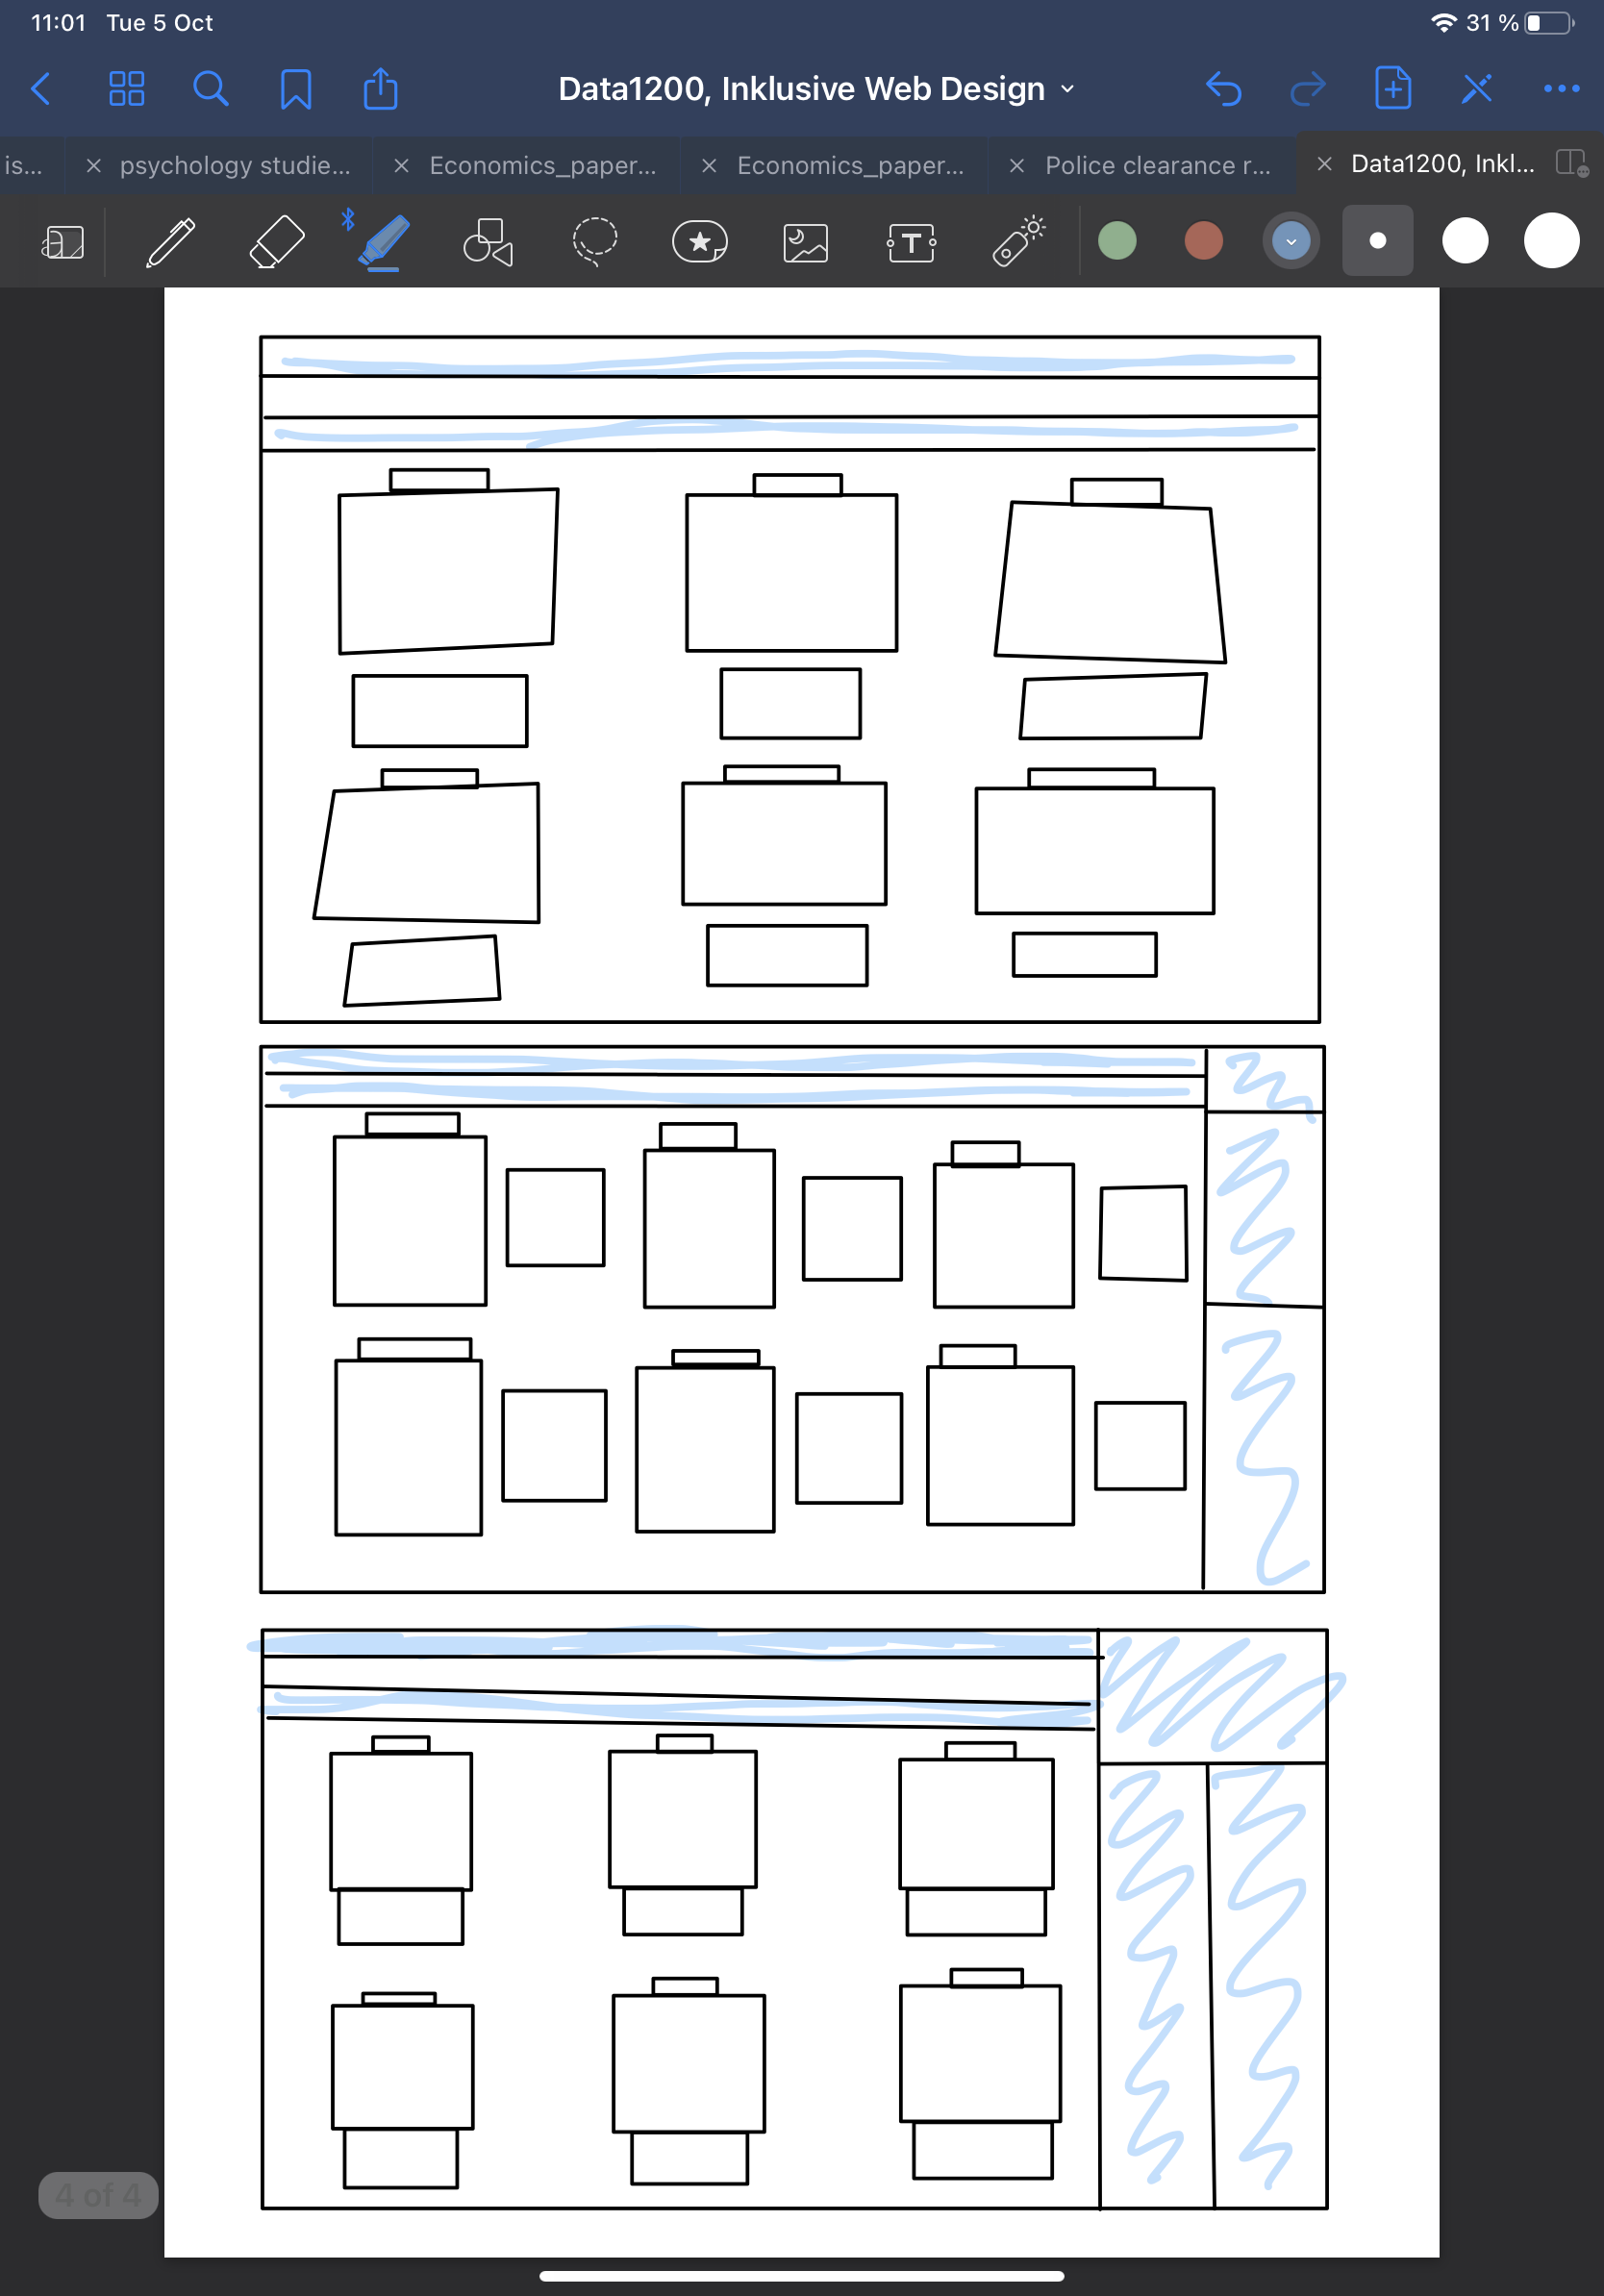 11:01 Tue 5 Oct 31 %
Data1200, Inklusive Web Design
is... psychology studie... Economics_paper... Economics_paper... Police clearance r... Data1200, Inkl...
T
4 of 4